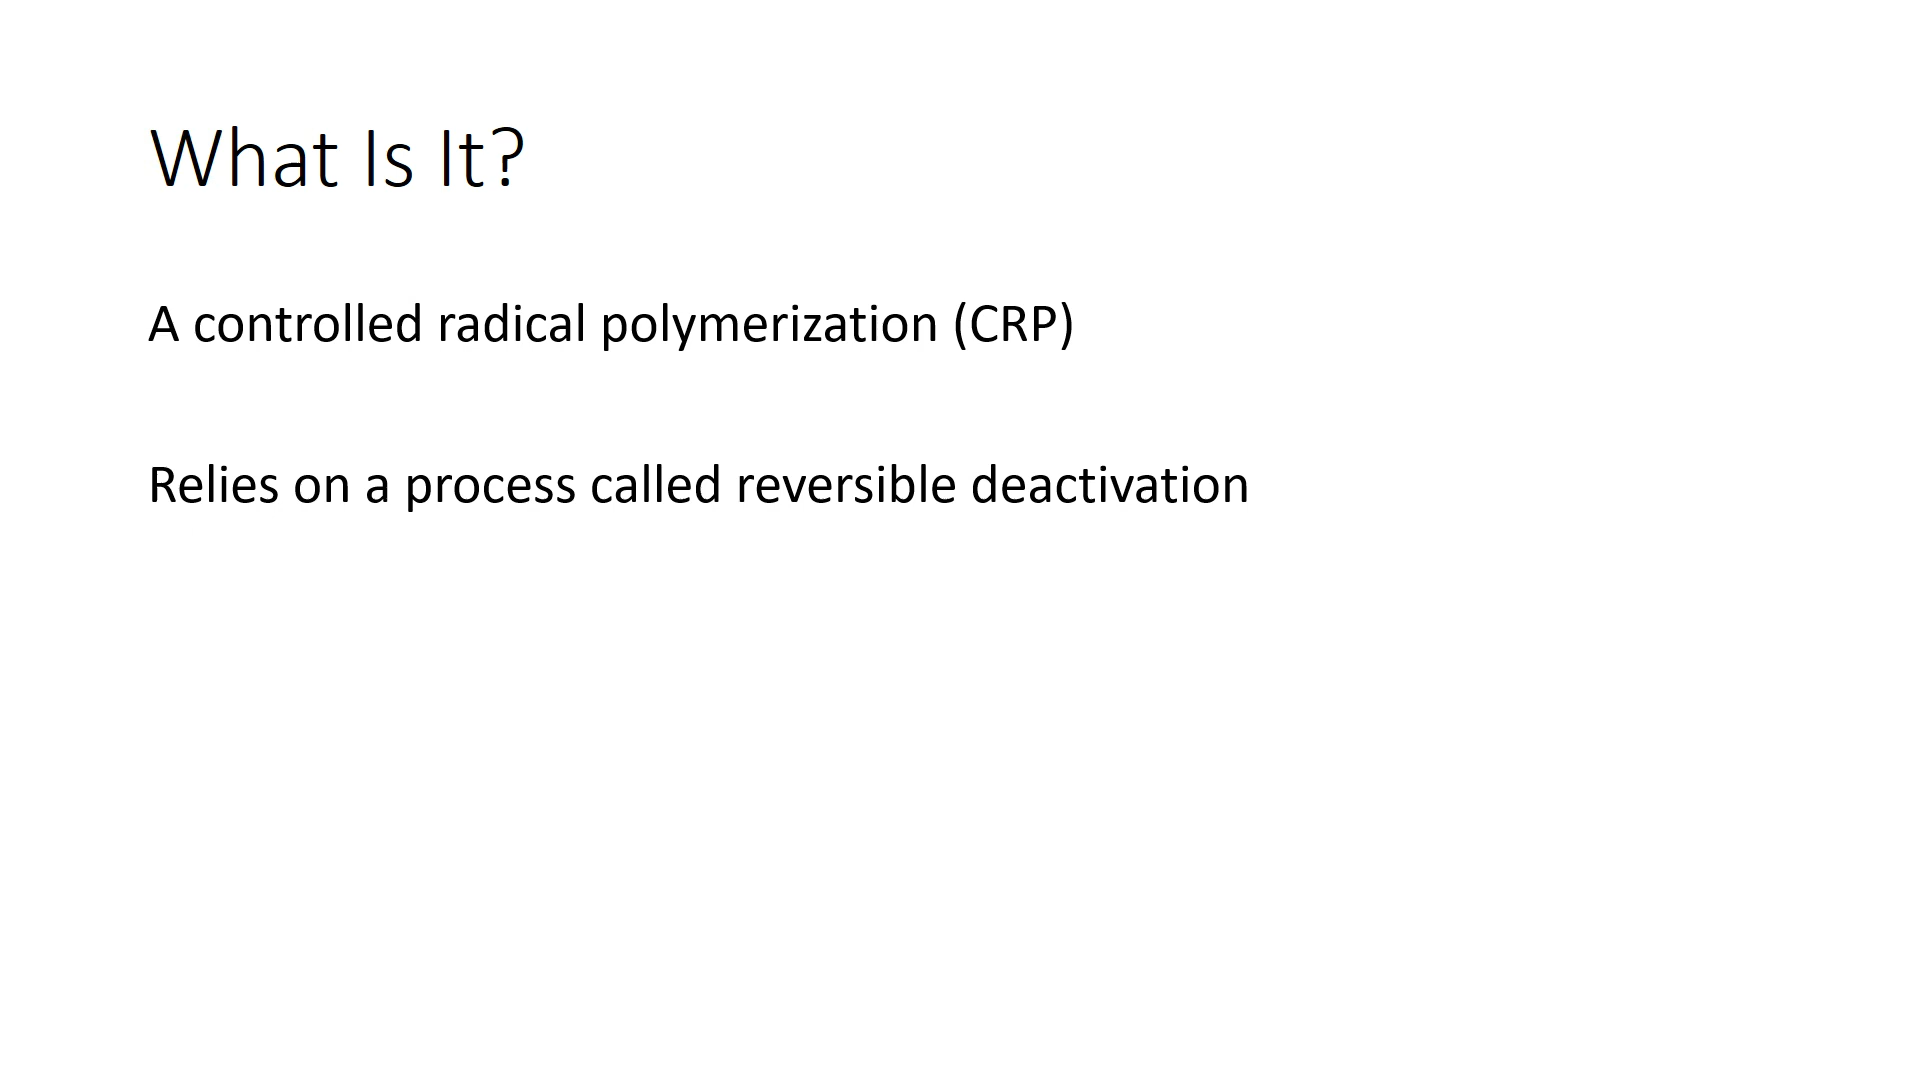 What Is It?
A controlled radical polymerization (CRP)
Relies on a process called reversible deactivation